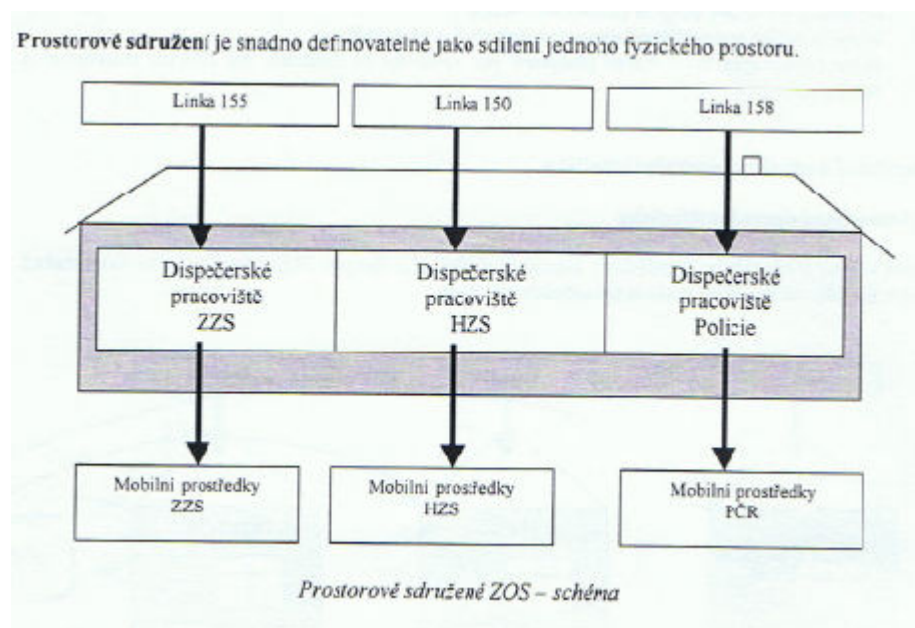 Prostorové sdružení je snadno definovatelné jako sdílení jednoho fyzického prostoru.
Linka 155
Linka 150
Linka 158
Dispečerské
pracoviště
ZZS
Dispečerské
pracoviště
HZS
Dispečerské
pracoviště
Policie
Mobilní prostředky
ZZS
Mobilní prostředky
HZS
Mobilní prostředky
PČR
Prostorově sdružené ZOS – schéma